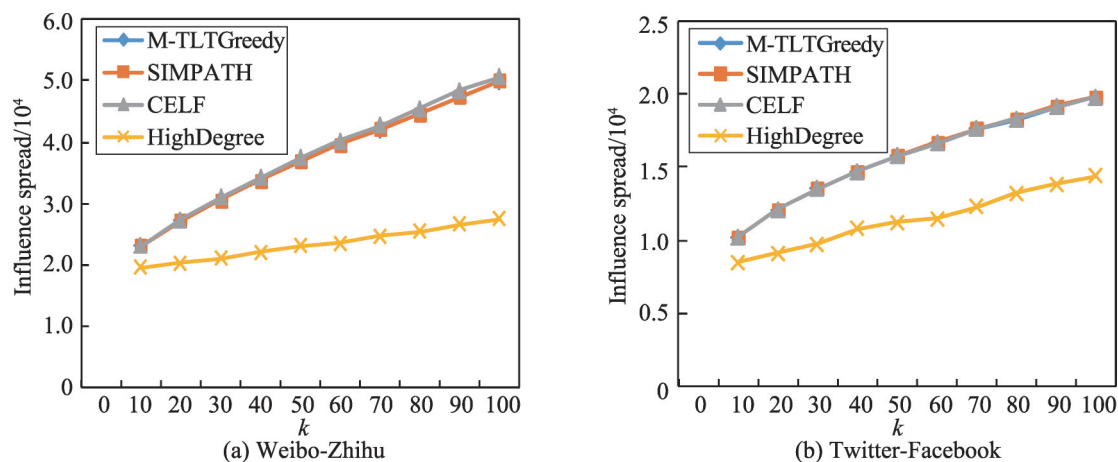 6.0
5.0
4.0
3.0
2.0
1.0
0
Influence spread/10⁴
M-TLTGreedy
SIMPATH
CELF
HighDegree
0 10 20 30 40 50 60 70 80 90 100
k
(a) Weibo-Zhihu
2.5
2.0
1.5
1.0
0.5
0
Influence spread/10⁴
M-TLTGreedy
SIMPATH
CELF
HighDegree
0 10 20 30 40 50 60 70 80 90 100
k
(b) Twitter-Facebook